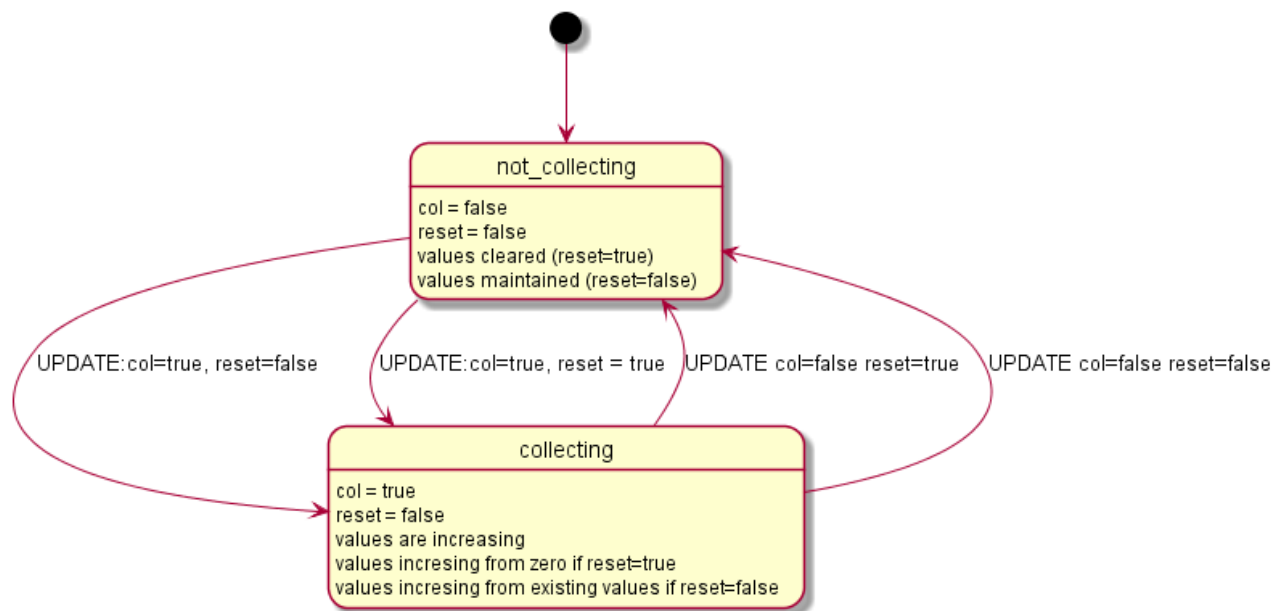 not_collecting
col = false
reset = false
values cleared (reset=true)
values maintained (reset=false)
UPDATE:col=true, reset=false
UPDATE:col=true, reset = true
UPDATE col=false reset=true
UPDATE col=false reset=false
collecting
col = true
reset = false
values are increasing
values incresing from zero if reset=true
values incresing from existing values if reset=false